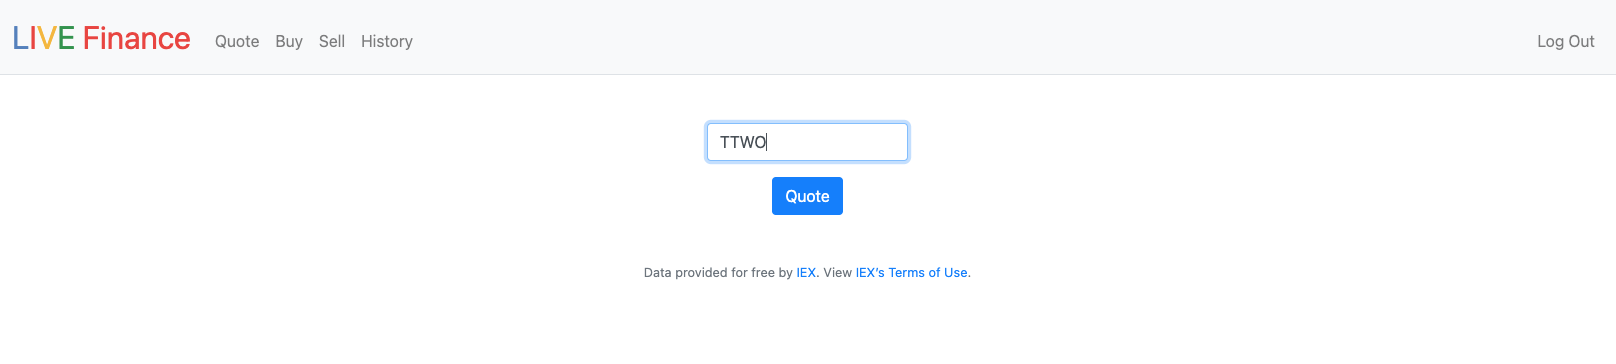 LIVE Finance Quote Buy Sell History Log Out
TTWO
Quote
Data provided for free by IEX. View IEX's Terms of Use.